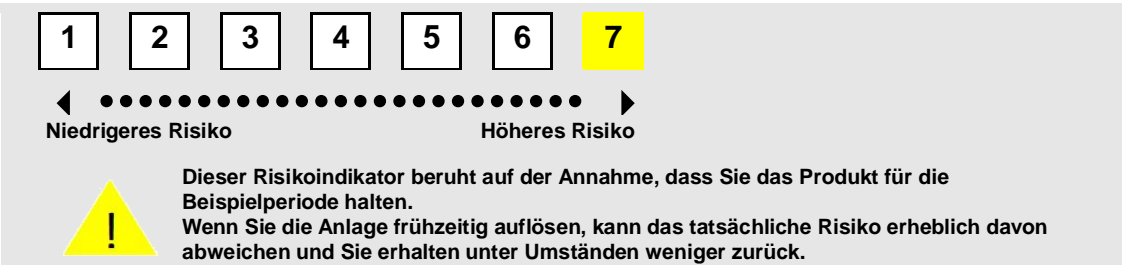 1 2 3 4 5 6 7
Niedrigeres Risiko Höheres Risiko
Dieser Risikoindikator beruht auf der Annahme, dass Sie das Produkt für die
Beispielperiode halten.
Wenn Sie die Anlage frühzeitig auflösen, kann das tatsächliche Risiko erheblich davon
abweichen und Sie erhalten unter Umständen weniger zurück.
!